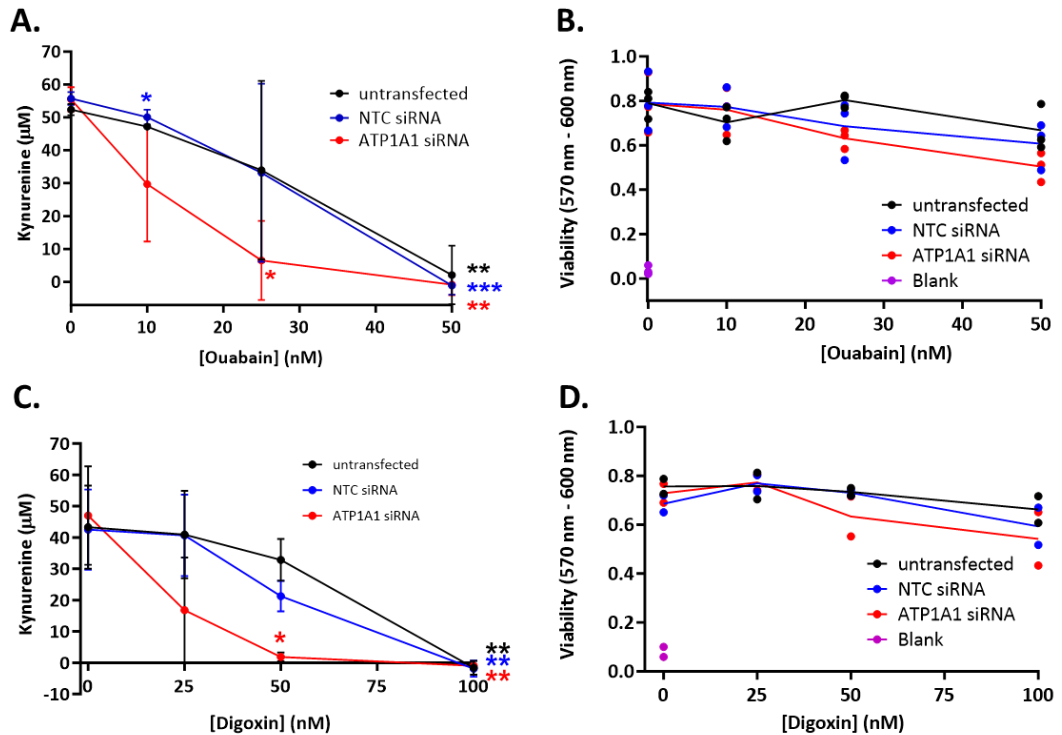 A.
70
60
50
40
30
20
10
0
Kynurenine (µM)
*
*
**
***
**
untransfected
NTC siRNA
ATP1A1 siRNA
0 10 20 30 40 50
[Ouabain] (nM)
B.
1.0
0.8
0.6
0.4
0.2
0.0
Viability (570 nm - 600 nm)
untransfected
NTC siRNA
ATP1A1 siRNA
Blank
0 10 20 30 40 50
[Ouabain] (nM)
C.
70
60
50
40
30
20
10
0
-10
Kynurenine (µM)
untransfected
NTC siRNA
ATP1A1 siRNA
*
**
**
**
0 25 50 75 100
[Digoxin] (nM)
D.
1.0
0.8
0.6
0.4
0.2
0.0
Viability (570 nm - 600 nm)
untransfected
NTC siRNA
ATP1A1 siRNA
Blank
0 25 50 75 100
[Digoxin] (nM)